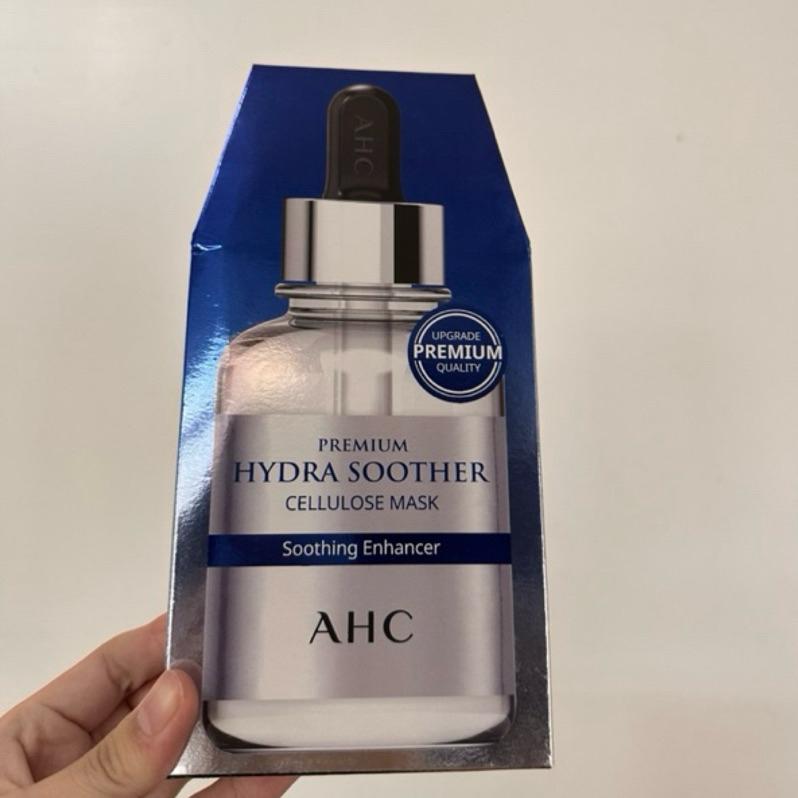 AHC
UPGRADE
PREMIUM
QUALITY
PREMIUM
HYDRA SOOTHER
CELLULOSE MASK
Soothing Enhancer
AHC